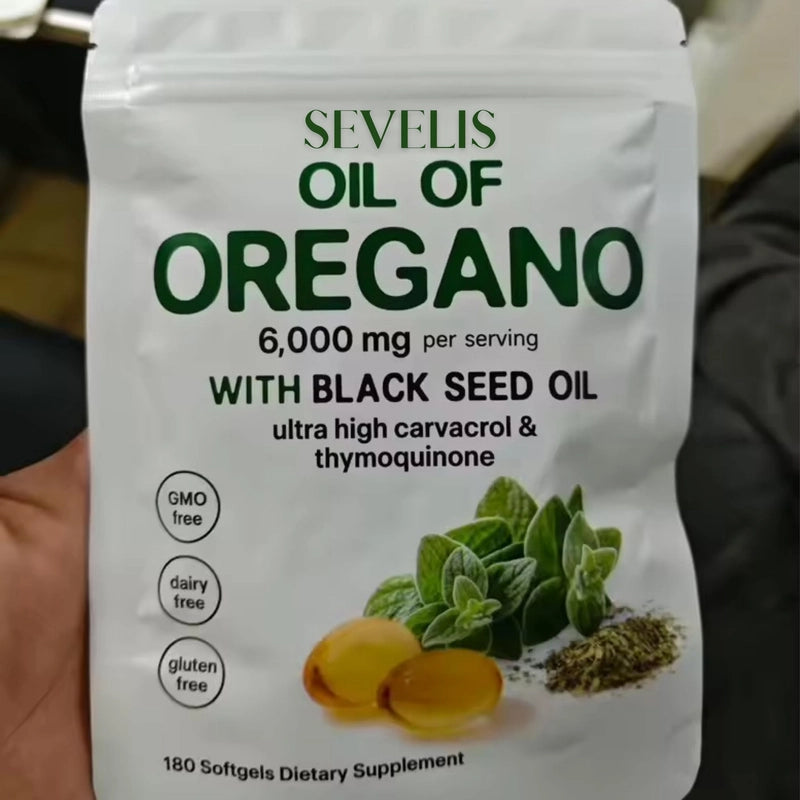 SEVELIS
OIL OF
OREGANO
6,000 mg per serving
WITH BLACK SEED OIL
ultra high carvacrol &
thymoquinone
GMO
free
dairy
free
gluten
free
180 Softgels Dietary Supplement